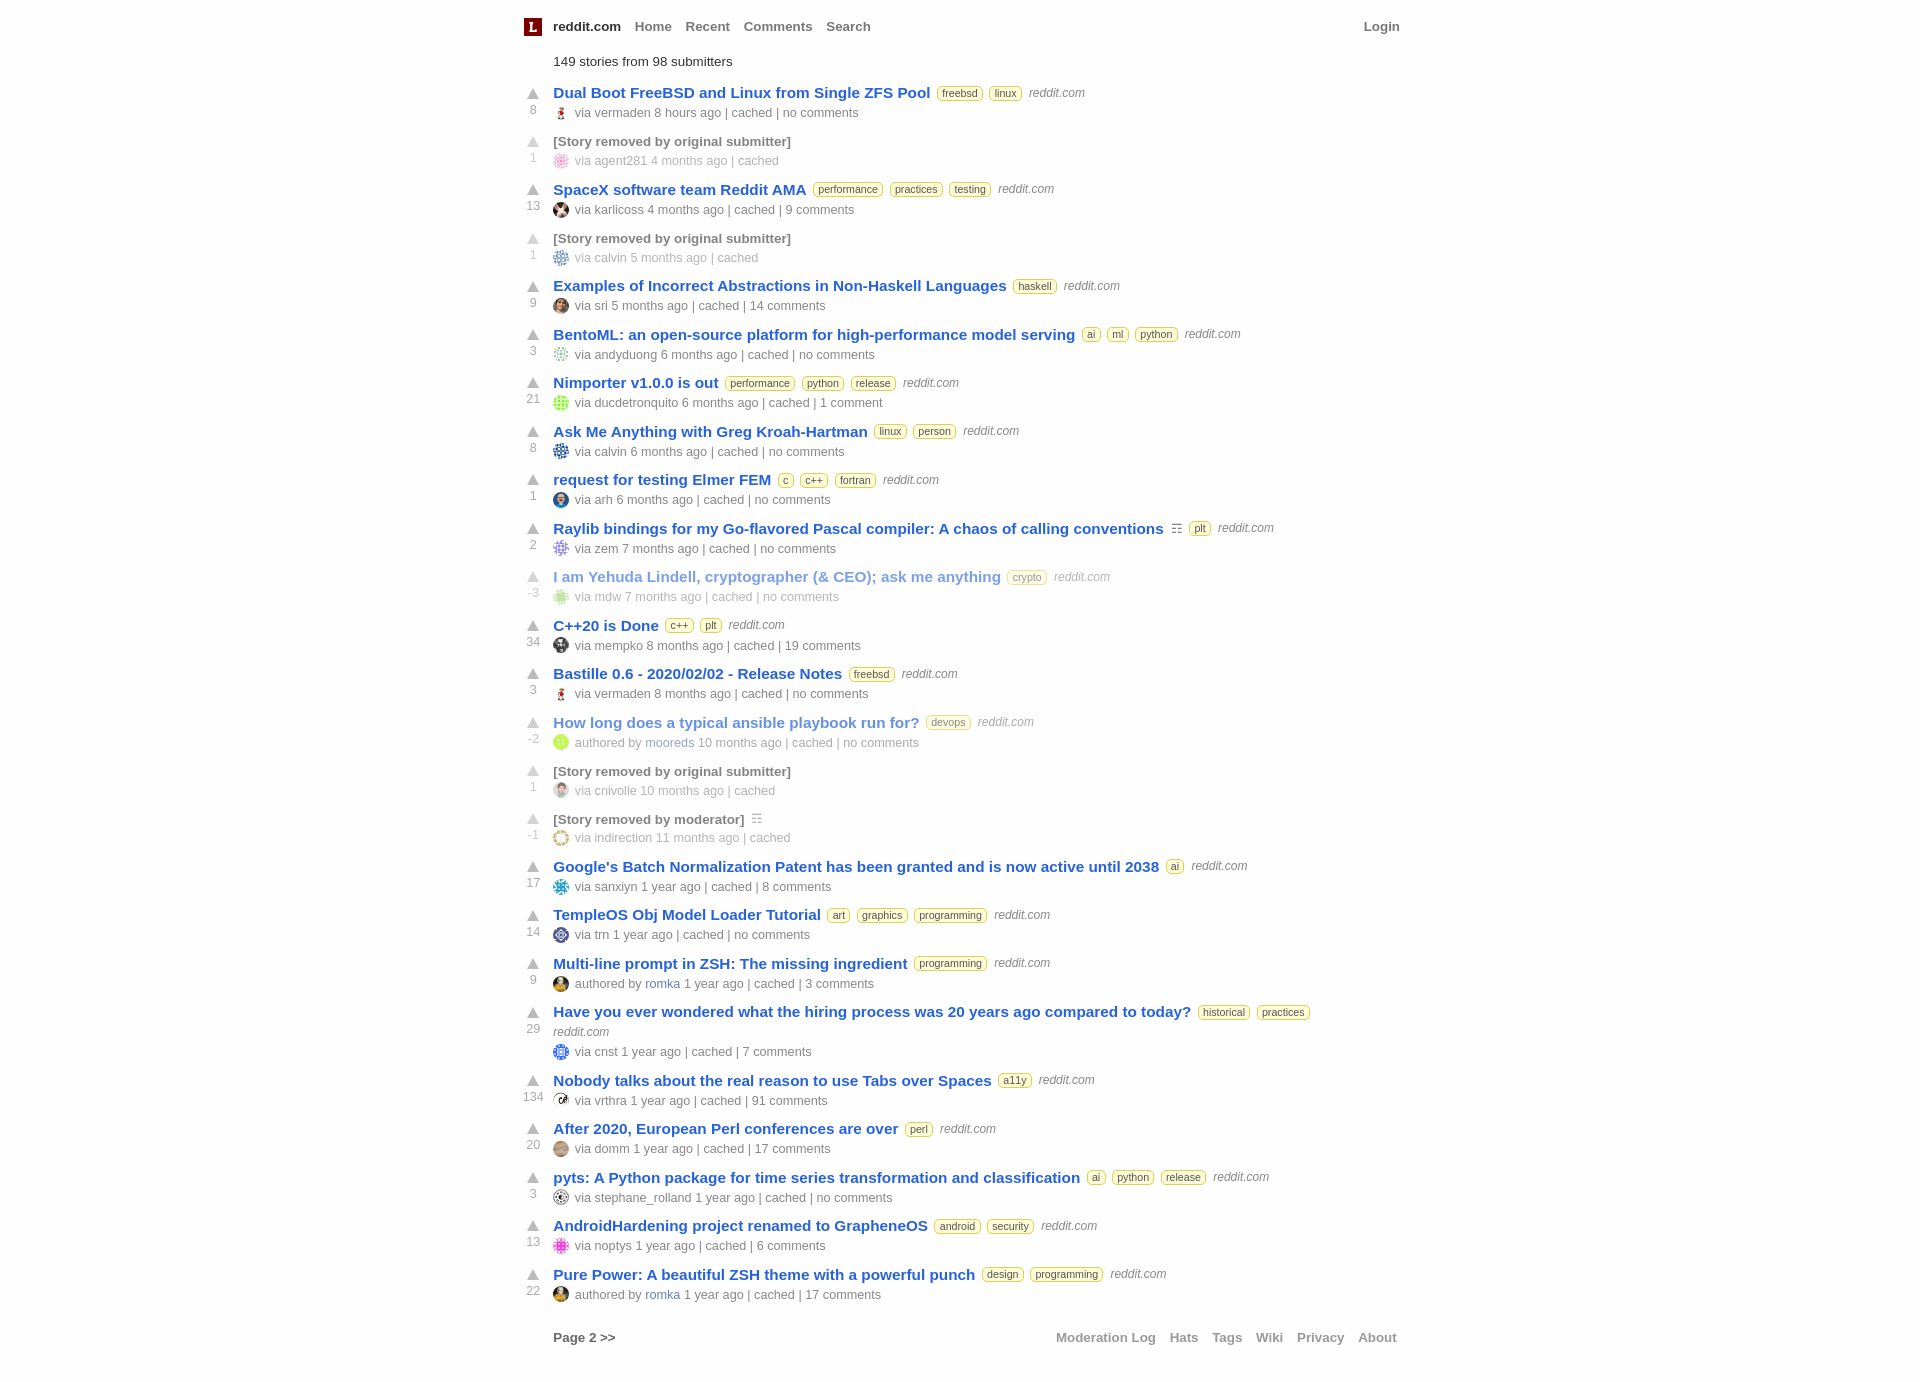 L reddit.com Home Recent Comments Search Login
149 stories from 98 submitters
Dual Boot FreeBSD and Linux from Single ZFS Pool freebsd linux reddit.com
8 via vermaden 8 hours ago | cached | no comments
[Story removed by original submitter]
1 via agent281 4 months ago | cached
SpaceX software team Reddit AMA performance practices testing reddit.com
13 via karlicoss 4 months ago | cached | 9 comments
[Story removed by original submitter]
1 via calvin 5 months ago | cached
Examples of Incorrect Abstractions in Non-Haskell Languages haskell reddit.com
9 via sri 5 months ago | cached | 14 comments
BentoML: an open-source platform for high-performance model serving ai ml python reddit.com
3 via andyduong 6 months ago | cached | no comments
Nimporter v1.0.0 is out performance python release reddit.com
21 via ducdetronquito 6 months ago | cached | 1 comment
Ask Me Anything with Greg Kroah-Hartman linux person reddit.com
8 via calvin 6 months ago | cached | no comments
request for testing Elmer FEM c c++ fortran reddit.com
1 via arh 6 months ago | cached | no comments
Raylib bindings for my Go-flavored Pascal compiler: A chaos of calling conventions ☶ plt reddit.com
2 via zem 7 months ago | cached | no comments
I am Yehuda Lindell, cryptographer (& CEO); ask me anything crypto reddit.com
-3 via mdw 7 months ago | cached | no comments
C++20 is Done c++ plt reddit.com
34 via mempko 8 months ago | cached | 19 comments
Bastille 0.6 - 2020/02/02 - Release Notes freebsd reddit.com
3 via vermaden 8 months ago | cached | no comments
How long does a typical ansible playbook run for? devops reddit.com
-2 authored by mooreds 10 months ago | cached | no comments
[Story removed by original submitter]
1 via cnivolle 10 months ago | cached
[Story removed by moderator] ☶
-1 via indirection 11 months ago | cached
Google's Batch Normalization Patent has been granted and is now active until 2038 ai reddit.com
17 via sanxiyn 1 year ago | cached | 8 comments
TempleOS Obj Model Loader Tutorial art graphics programming reddit.com
14 via trn 1 year ago | cached | no comments
Multi-line prompt in ZSH: The missing ingredient programming reddit.com
9 authored by romka 1 year ago | cached | 3 comments
Have you ever wondered what the hiring process was 20 years ago compared to today? historical practices
29 reddit.com
via cnst 1 year ago | cached | 7 comments
Nobody talks about the real reason to use Tabs over Spaces a11y reddit.com
134 via vrthra 1 year ago | cached | 91 comments
After 2020, European Perl conferences are over perl reddit.com
20 via domm 1 year ago | cached | 17 comments
pyts: A Python package for time series transformation and classification ai python release reddit.com
3 via stephane_rolland 1 year ago | cached | no comments
AndroidHardening project renamed to GrapheneOS android security reddit.com
13 via noptys 1 year ago | cached | 6 comments
Pure Power: A beautiful ZSH theme with a powerful punch design programming reddit.com
22 authored by romka 1 year ago | cached | 17 comments
Page 2 >> Moderation Log Hats Tags Wiki Privacy About